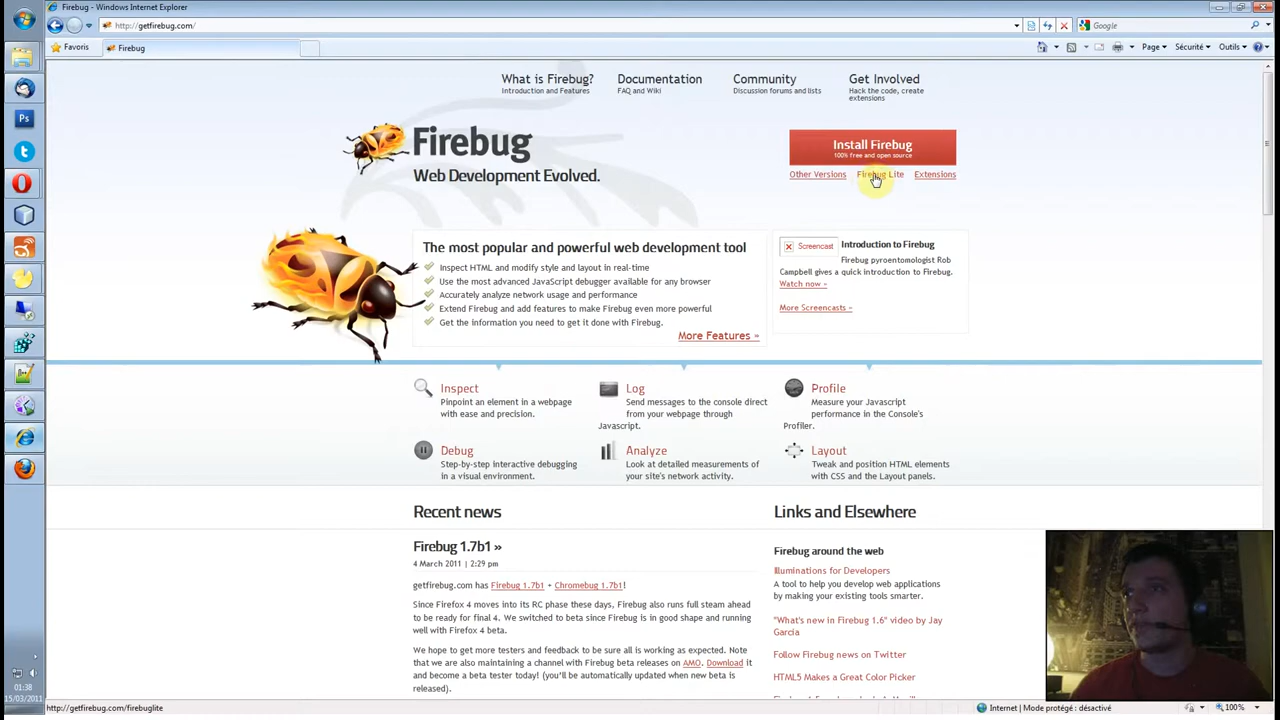 Firebug - Windows Internet Explorer
http://getfirebug.com/
Google
Favoris
Firebug
Page
Sécurité
Outils
What is Firebug?
Introduction and Features
Documentation
FAQ and Wiki
Community
Discussion forums and lists
Get Involved
Hack the code, create
extensions
Firebug
Web Development Evolved.
Install Firebug
100% free and open source
Other Versions
Firebug Lite
Extensions
The most popular and powerful web development tool
Inspect HTML and modify style and layout in real-time
Use the most advanced JavaScript debugger available for any browser
Accurately analyze network usage and performance
Extend Firebug and add features to make Firebug even more powerful
Get the information you need to get it done with Firebug.
More Features »
Screencast
Introduction to Firebug
Firebug pyroentomologist Rob
Campbell gives a quick introduction to Firebug.
Watch now »
More Screencasts »
Inspect
Pinpoint an element in a webpage
with ease and precision.
Log
Send messages to the console direct
from your webpage through
Javascript.
Profile
Measure your Javascript
performance in the Console's
Profiler.
Debug
Step-by-step interactive debugging
in a visual environment.
Analyze
Look at detailed measurements of
your site's network activity.
Layout
Tweak and position HTML elements
with CSS and the Layout panels.
Recent news
Firebug 1.7b1 »
4 March 2011 | 2:29 pm
getfirebug.com has Firebug 1.7b1 + Chromebug 1.7b1!
Since Firefox 4 moves into its RC phase these days, Firebug also runs full steam ahead
to be ready for final 4. We switched to beta since Firebug is in good shape and running
well with Firefox 4 beta.
We hope to get more testers and feedback to be sure all is working as expected. Note
that we are also maintaining a channel with Firebug beta releases on AMO. Download it
and become a beta tester today! (you'll be automatically updated when new beta is
released).
Links and Elsewhere
Firebug around the web
Illuminations for Developers
A tool to help you develop web applications
by making your existing tools smarter.
"What's new in Firebug 1.6" video by Jay
Garcia
Follow Firebug news on Twitter
HTML5 Makes a Great Color Picker
Ps
01:38
15/03/2011
http://getfirebug.com/firebuglite
Internet | Mode protégé : désactivé
100%